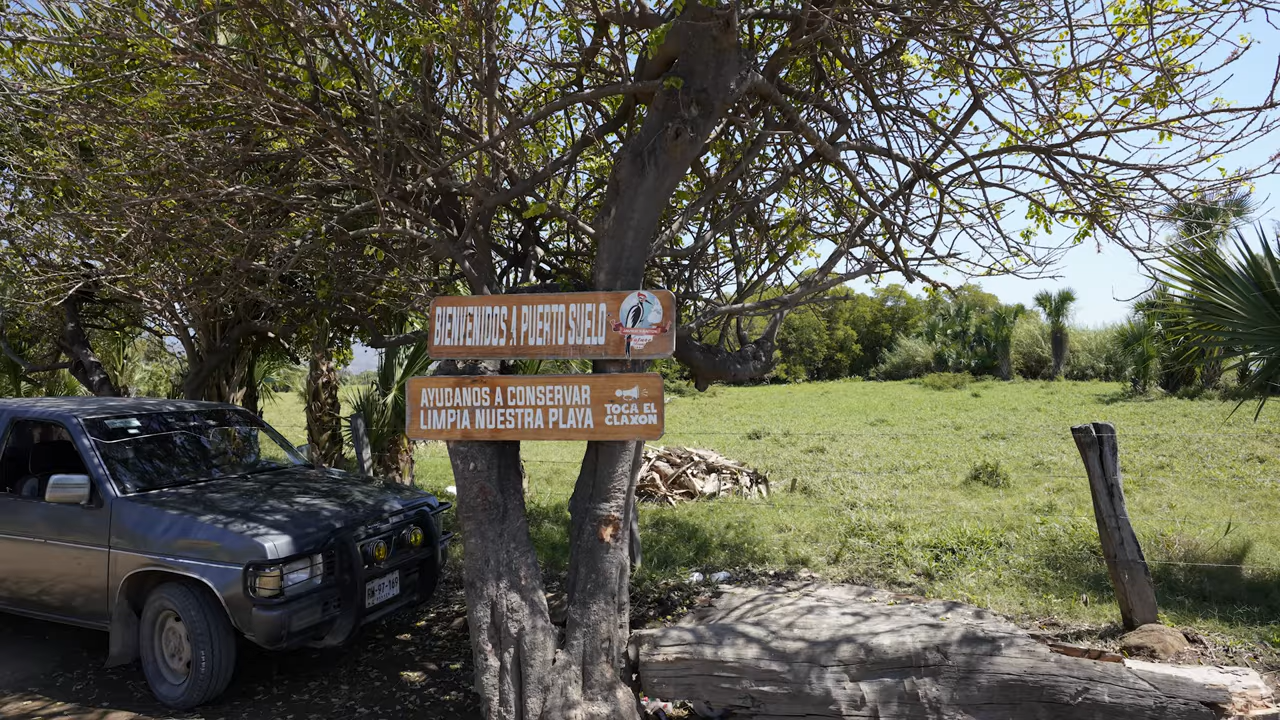 BIENVENIDOS A PUERTO SUELO
AYUDANOS A CONSERVAR
LIMPIA NUESTRA PLAYA
TOCA EL
CLAXON